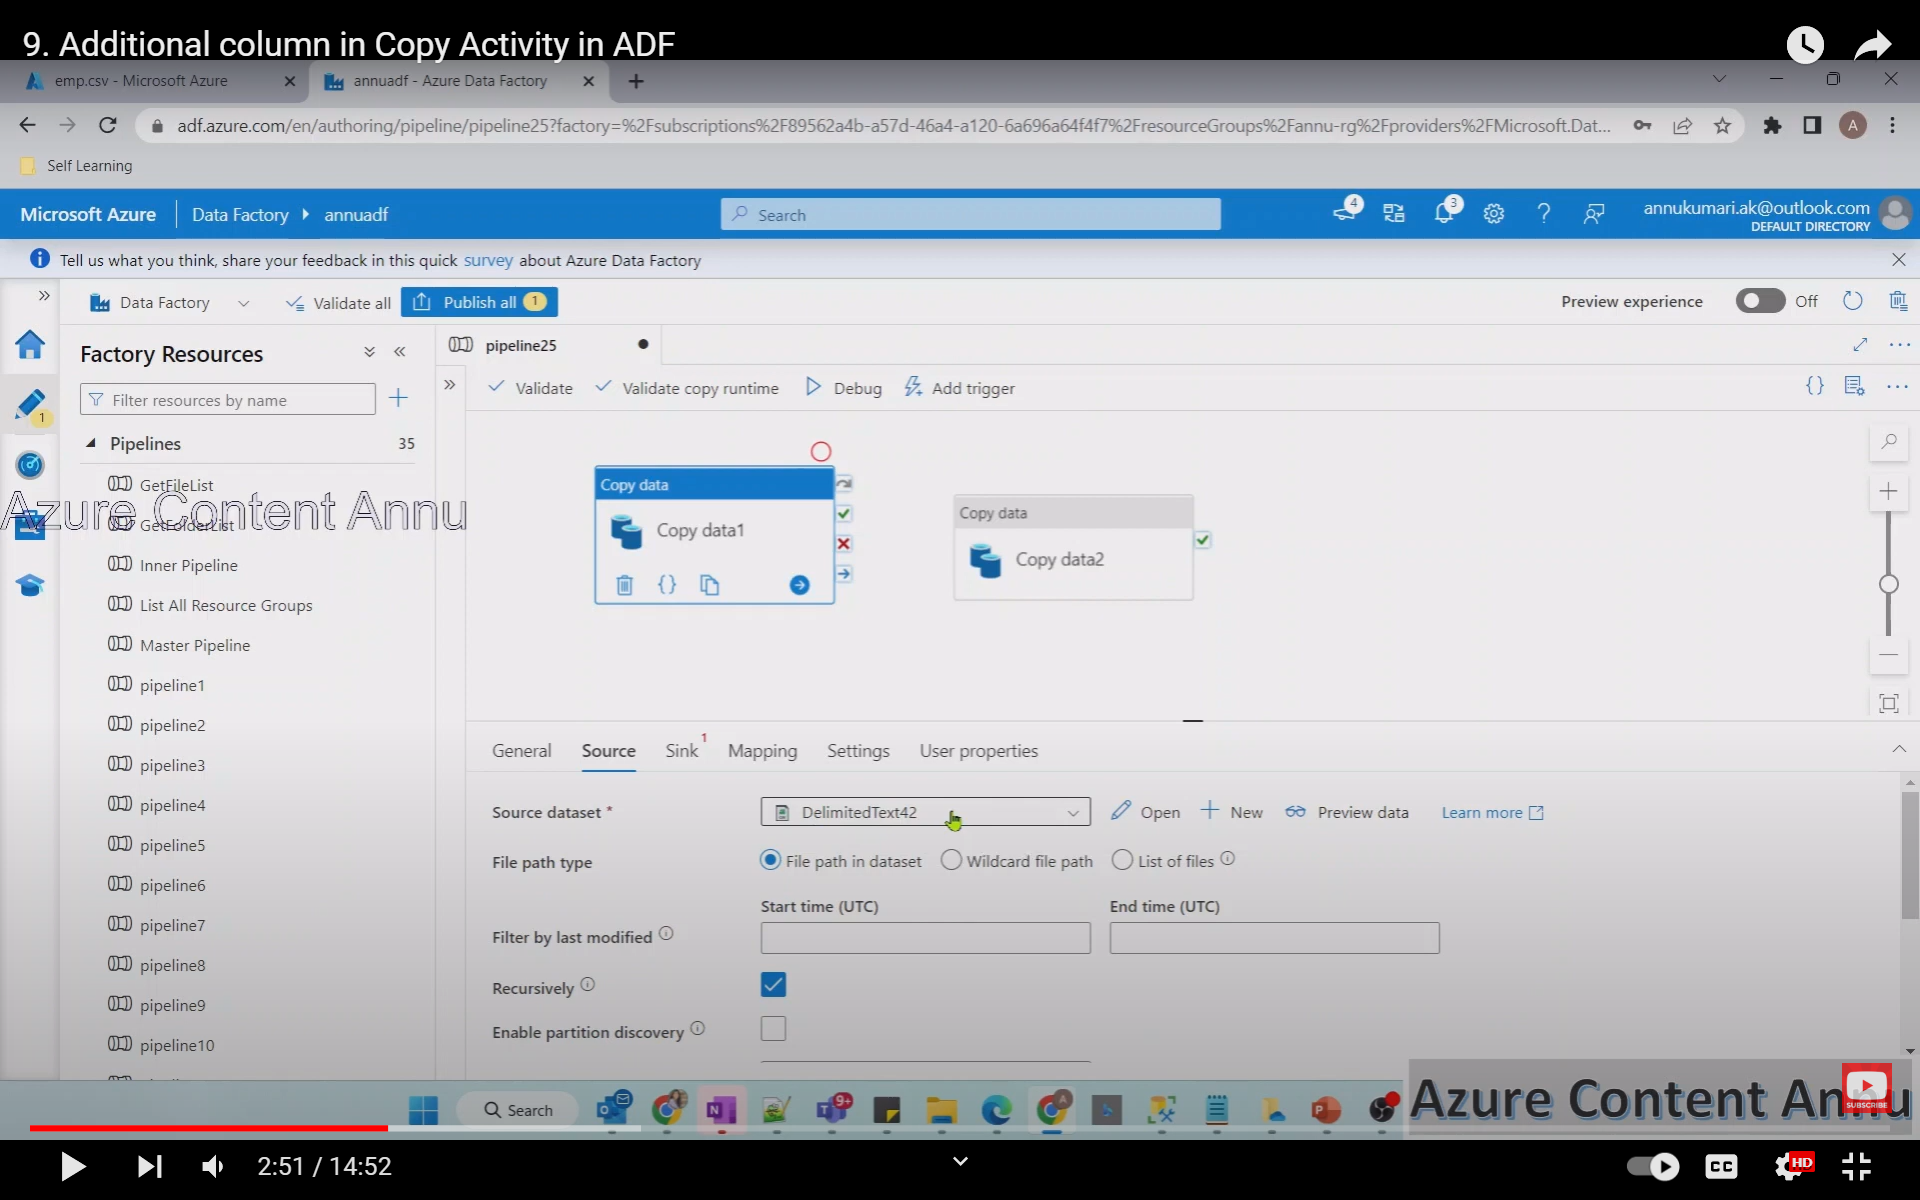 9. Additional column in Copy Activity in ADF
emp.csv - Microsoft Azure
annuadf - Azure Data Factory
adf.azure.com/en/authoring/pipeline/pipeline25?factory=%2Fsubscriptions%2F89562a4b-a57d-46a4-a120-6a696a64f4f7%2FresourceGroups%2Fannu-rg%2Fproviders%2FMicrosoft.Dat...
A
Self Learning
Microsoft Azure
Data Factory
annuadf
Search
4
3
annukumari.ak@outlook.com
DEFAULT DIRECTORY
Tell us what you think, share your feedback in this quick survey about Azure Data Factory
Data Factory
Validate all
Publish all
1
Preview experience
Off
Factory Resources
pipeline25
Filter resources by name
1
Validate
Validate copy runtime
Debug
Add trigger
Pipelines
35
GetFileList
Azure Content Annu
GetFolderList
Inner Pipeline
List All Resource Groups
Master Pipeline
pipeline1
pipeline2
pipeline3
pipeline4
pipeline5
pipeline6
pipeline7
pipeline8
pipeline9
pipeline10
Copy data
Copy data1
Copy data
Copy data2
General
Source
Sink
1
Mapping
Settings
User properties
Source dataset *
DelimitedText42
Open
New
Preview data
Learn more
File path type
File path in dataset
Wildcard file path
List of files
Start time (UTC)
End time (UTC)
Filter by last modified
Recursively
Enable partition discovery
Search
9+
Azure Content Annu
SUBSCRIBE
2:51 / 14:52
CC
HD